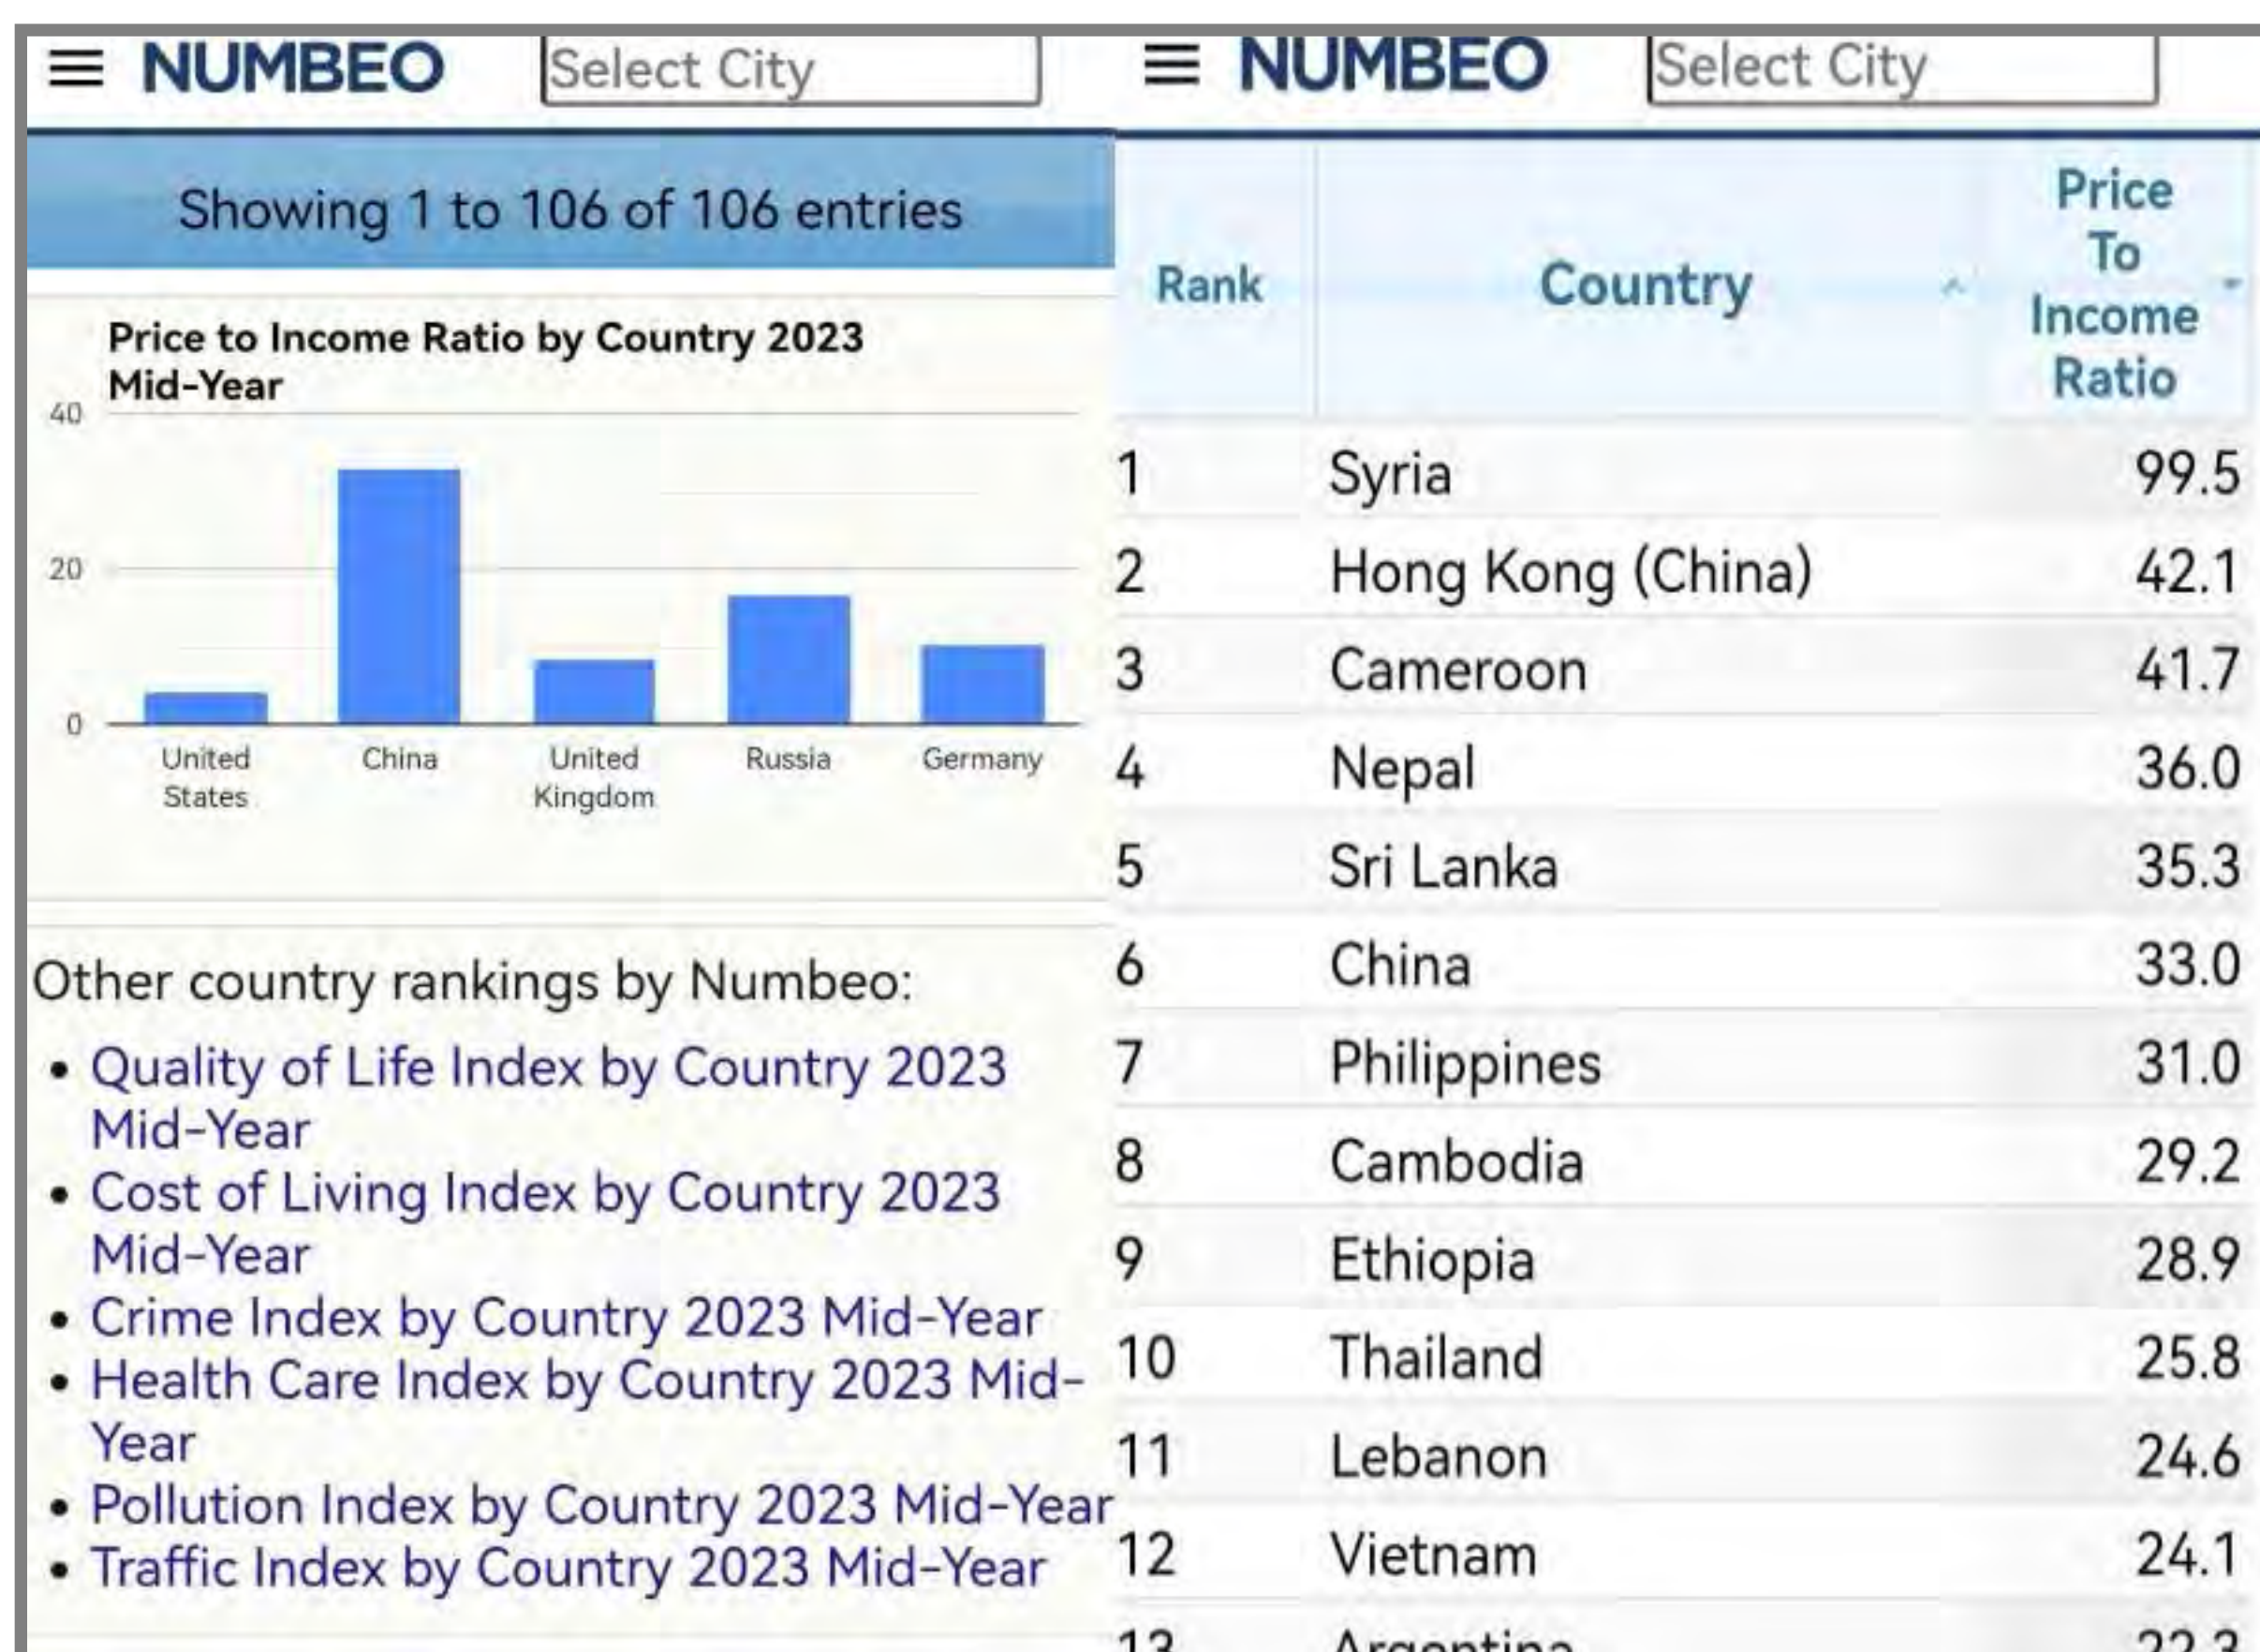 NUMBEO
Select City
Showing 1 to 106 of 106 entries
Price to Income Ratio by Country 2023
Mid-Year
40
20
0
United
States
China
United
Kingdom
Russia
Germany
Other country rankings by Numbeo:
• Quality of Life Index by Country 2023
Mid-Year
• Cost of Living Index by Country 2023
Mid-Year
• Crime Index by Country 2023 Mid-Year
• Health Care Index by Country 2023 Mid-
Year
• Pollution Index by Country 2023 Mid-Year
• Traffic Index by Country 2023 Mid-Year
NUMBEO
Select City
Rank
Country
Price
To
Income
Ratio
1 Syria 99.5
2 Hong Kong (China) 42.1
3 Cameroon 41.7
4 Nepal 36.0
5 Sri Lanka 35.3
6 China 33.0
7 Philippines 31.0
8 Cambodia 29.2
9 Ethiopia 28.9
10 Thailand 25.8
11 Lebanon 24.6
12 Vietnam 24.1
13 Argentina 22.3